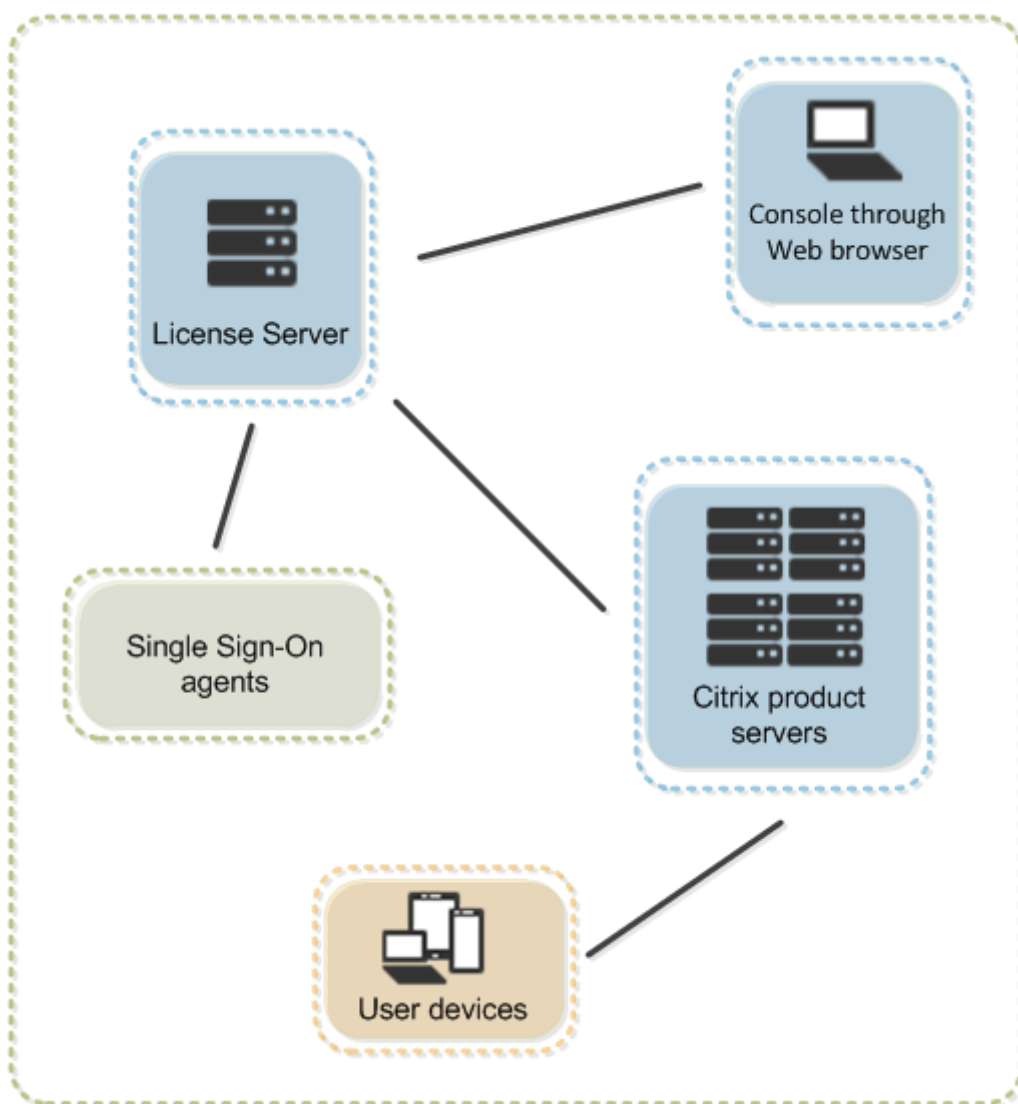 Console through
Web browser
License Server
Single Sign-On
agents
Citrix product
servers
User devices